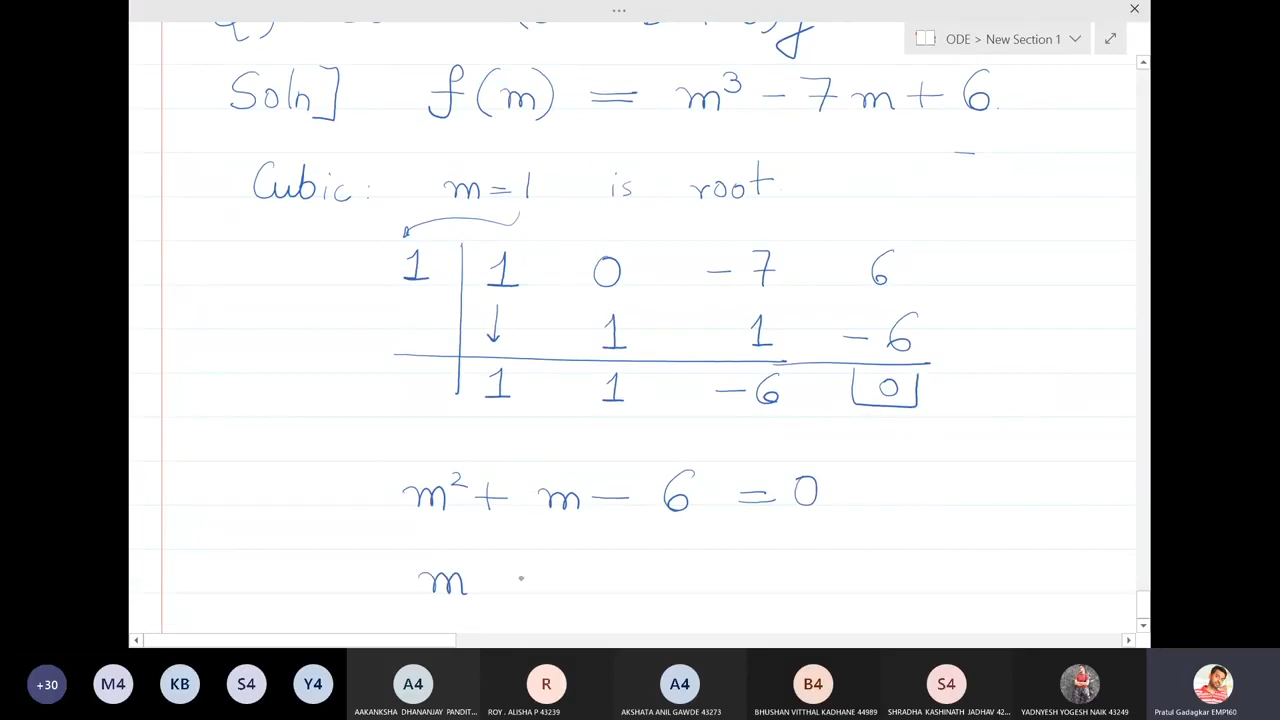 ODE > New Section 1
Soln] f(m) = m³ - 7m + 6
Cubic: m = 1 is root
1 | 1 0 -7 6
↓ 1 1 -6
1 1 -6 0
m² + m - 6 = 0
m
+30 M4 KB S4 Y4 A4 R A4 B4 S4
AAKANKSHA DHANANJAY PANDIT... ROY . ALISHA P 43239 AKSHATA ANIL GAWDE 43273 BHUSHAN VITTHAL KADHANE 44989 SHRADHA KASHINATH JADHAV 42... YADNYESH YOGESH NAIK 43249 Pratul Gadagkar EMP160